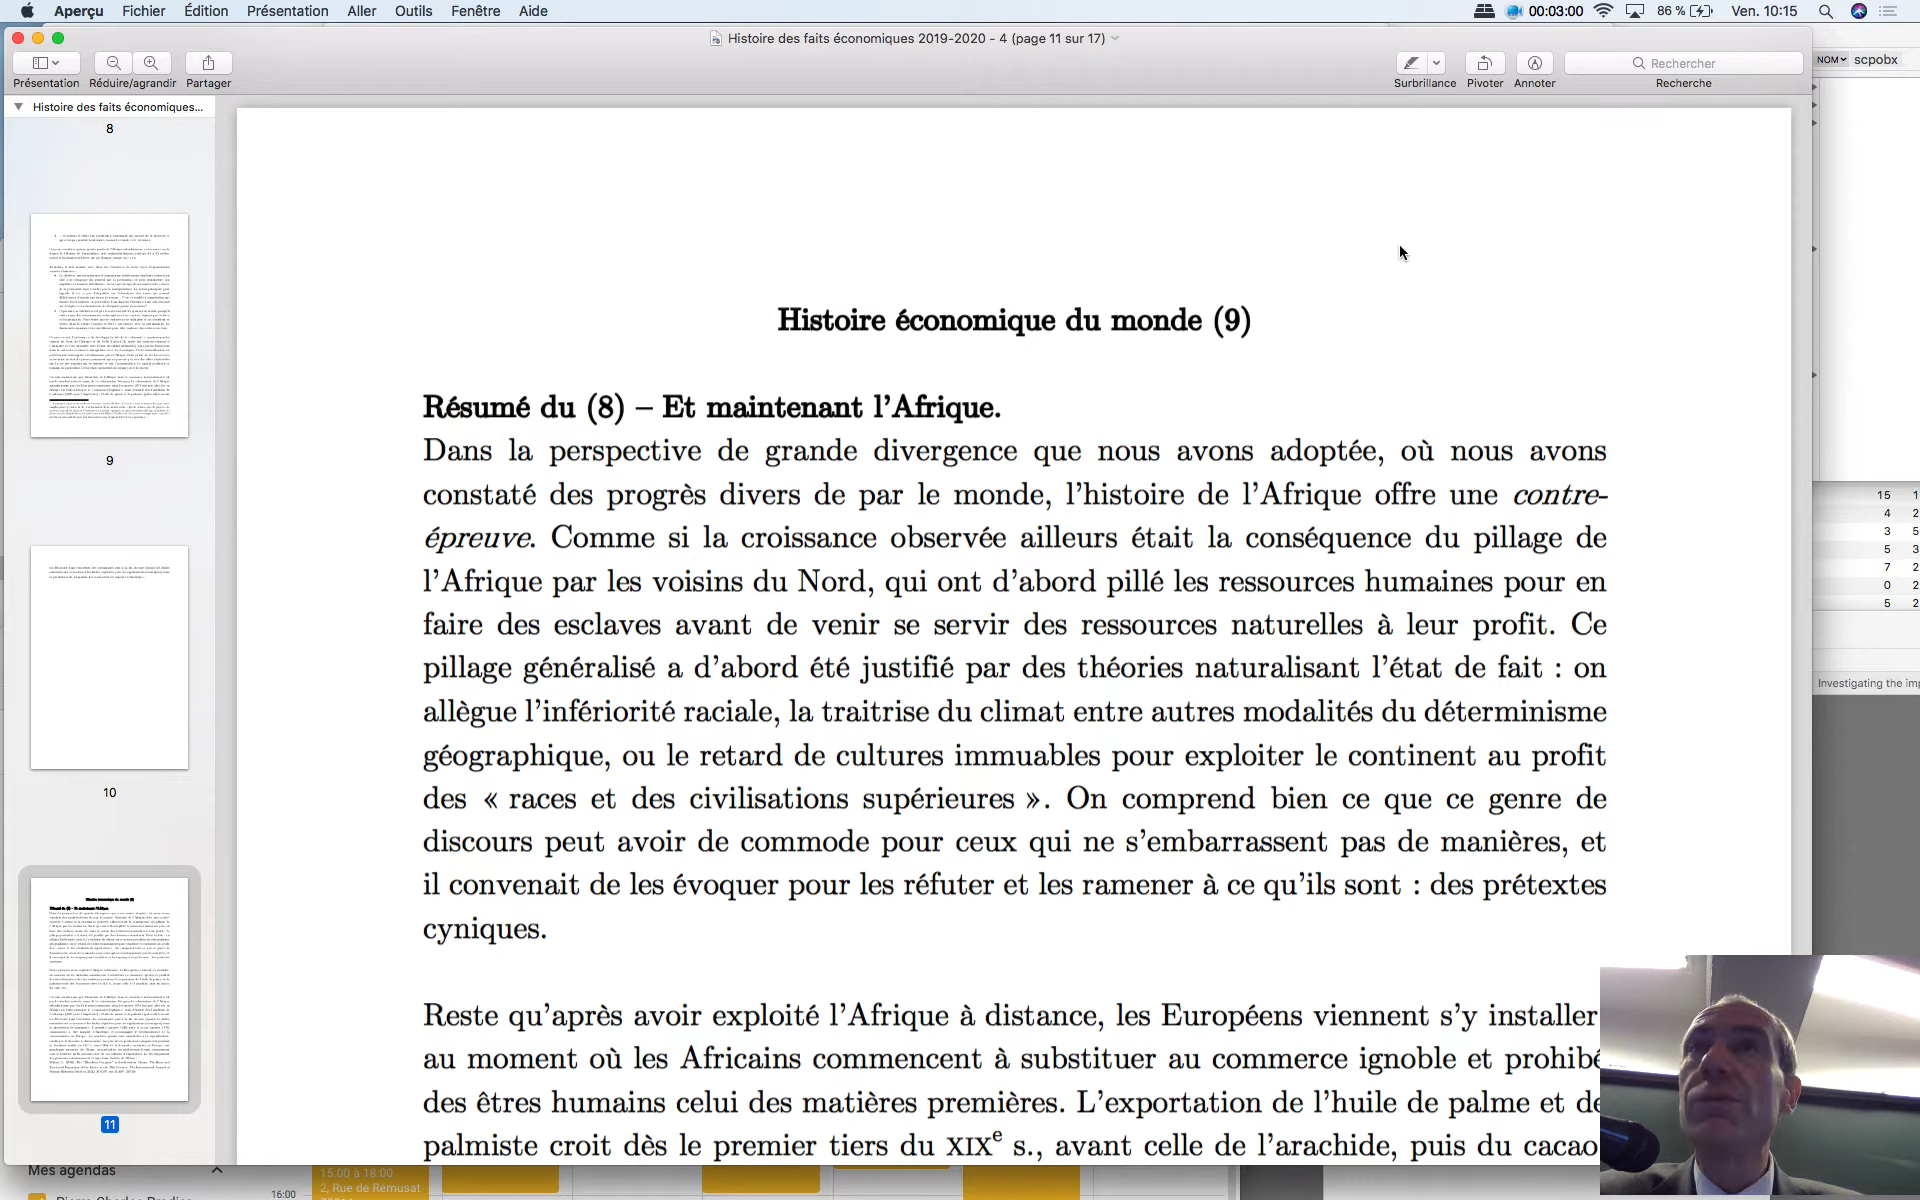 Aperçu Fichier Édition Présentation Aller Outils Fenêtre Aide 00:03:00 86 % Ven. 10:15
Histoire des faits économiques 2019-2020 - 4 (page 11 sur 17)
Rechercher
Présentation Réduire/agrandir Partager Surbrillance Pivoter Annoter Recherche
NOM scpobx
Histoire des faits économiques...
8
9
10
11
Histoire économique du monde (9)
Résumé du (8) – Et maintenant l'Afrique.
Dans la perspective de grande divergence que nous avons adoptée, où nous avons
constaté des progrès divers de par le monde, l'histoire de l'Afrique offre une contre-
épreuve. Comme si la croissance observée ailleurs était la conséquence du pillage de
l'Afrique par les voisins du Nord, qui ont d'abord pillé les ressources humaines pour en
faire des esclaves avant de venir se servir des ressources naturelles à leur profit. Ce
pillage généralisé a d'abord été justifié par des théories naturalisant l'état de fait : on
allègue l'infériorité raciale, la traitrise du climat entre autres modalités du déterminisme
géographique, ou le retard de cultures immuables pour exploiter le continent au profit
des « races et des civilisations supérieures ». On comprend bien ce que ce genre de
discours peut avoir de commode pour ceux qui ne s'embarrassent pas de manières, et
il convenait de les évoquer pour les réfuter et les ramener à ce qu'ils sont : des prétextes
cyniques.
Reste qu'après avoir exploité l'Afrique à distance, les Européens viennent s'y installer
au moment où les Africains commencent à substituer au commerce ignoble et prohibé
des êtres humains celui des matières premières. L'exportation de l'huile de palme et de
palmiste croit dès le premier tiers du XIXe s., avant celle de l'arachide, puis du cacao
15 1
4 2
3 5
5 3
7 2
0 2
5 2
Investigating the imp
Mes agendas
16:00
15:00 à 18:00
2, Rue de Rémusat